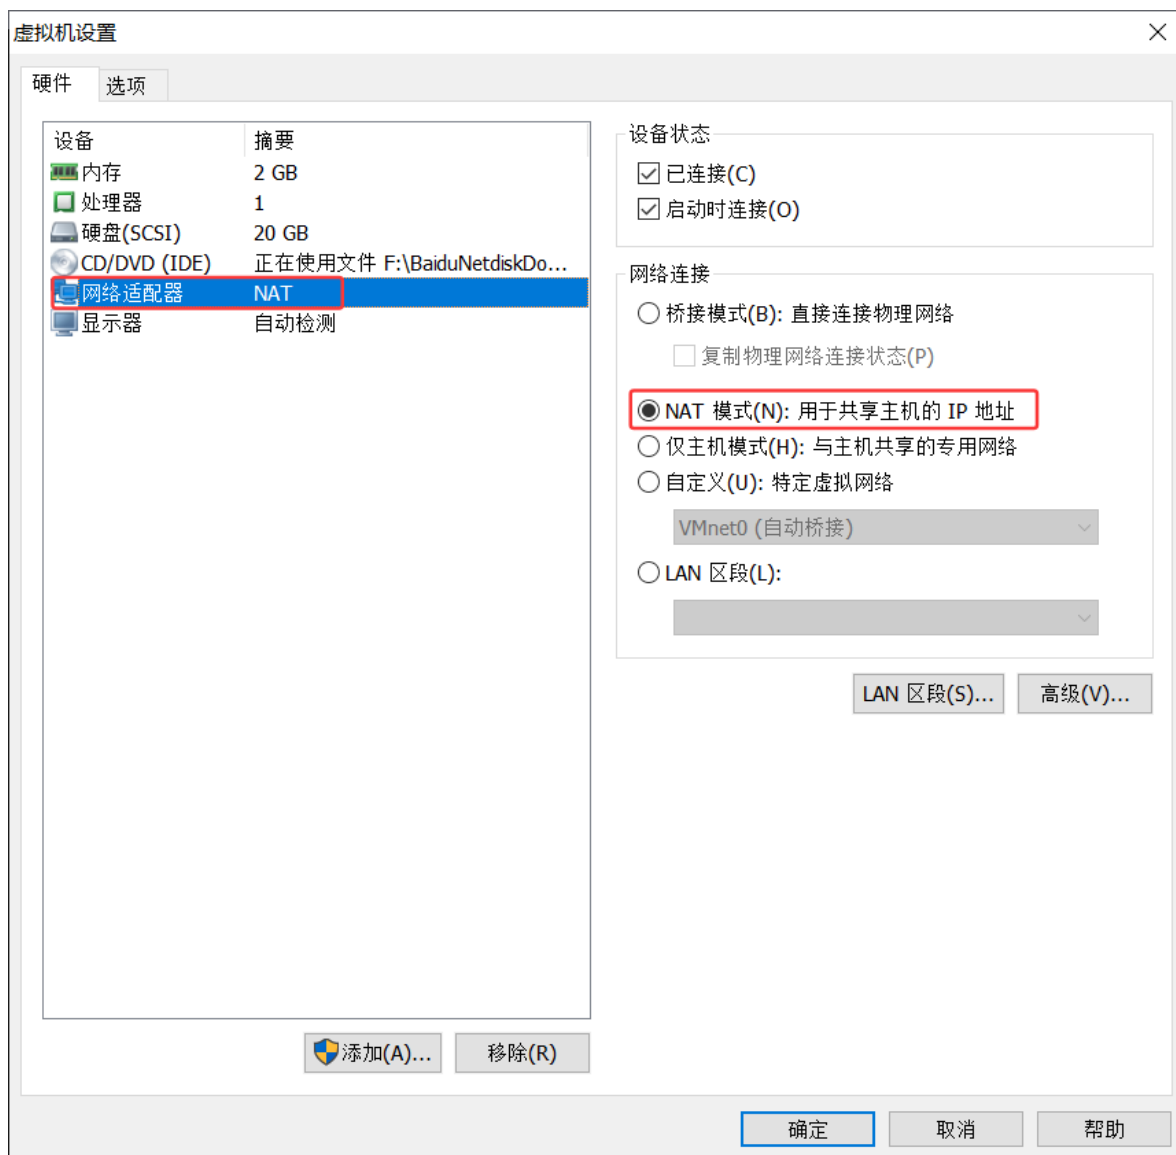 虚拟机设置
硬件 选项
设备 摘要
内存 2 GB
处理器 1
硬盘(SCSI) 20 GB
CD/DVD (IDE) 正在使用文件 F:\BaiduNetdiskDo...
网络适配器 NAT
显示器 自动检测
添加(A)... 移除(R)
设备状态
已连接(C)
启动时连接(O)
网络连接
桥接模式(B): 直接连接物理网络
复制物理网络连接状态(P)
NAT 模式(N): 用于共享主机的 IP 地址
仅主机模式(H): 与主机共享的专用网络
自定义(U): 特定虚拟网络
VMnet0 (自动桥接)
LAN 区段(L):
LAN 区段(S)... 高级(V)...
确定 取消 帮助